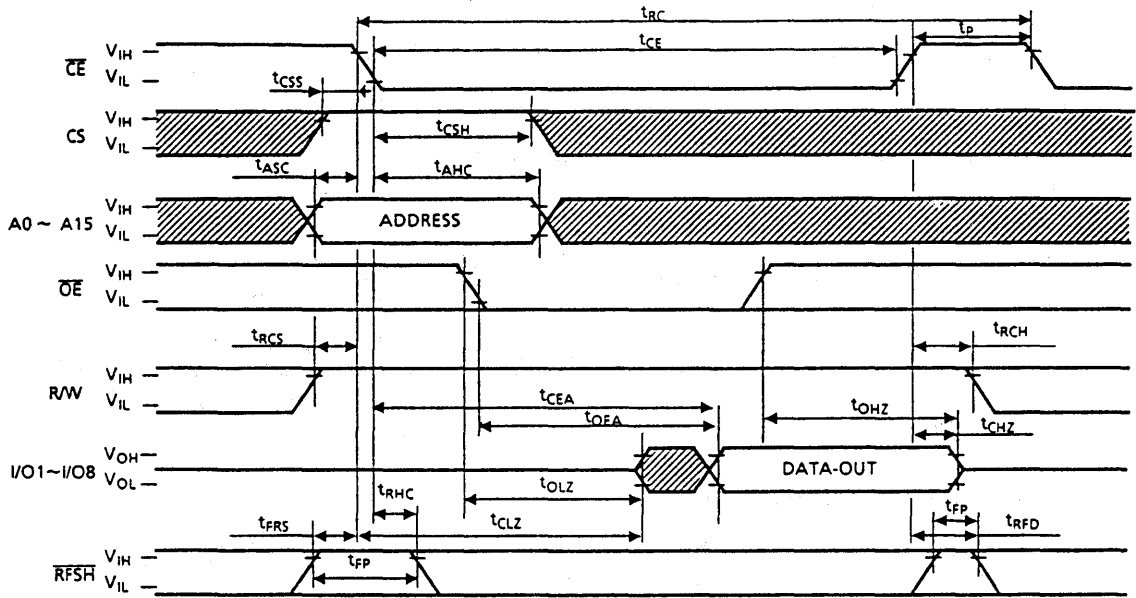 tRC
tP
tCE
VIH
CE
VIL
tCSS
VIH
CS
VIL
tCSH
tASC
tAHC
VIH
A0 ~ A15
ADDRESS
VIL
VIH
OE
VIL
tRCS
tRCH
VIH
R/W
VIL
tCEA
tOEA
tOHZ
tCHZ
VOH
I/O1~I/O8
DATA-OUT
VOL
tRHC
tOLZ
tFRS
tCLZ
tFP
tRFD
VIH
RFSH
tFP
VIL